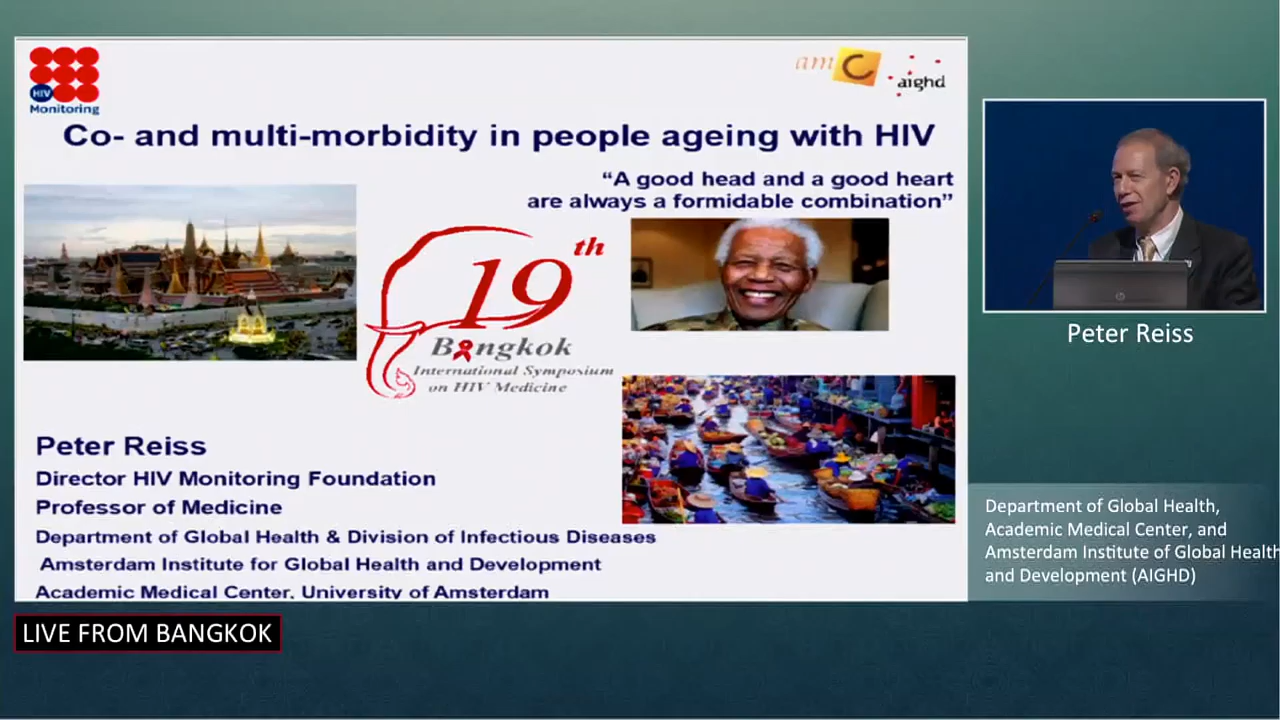 HIV
Monitoring
amC
aighd
Co- and multi-morbidity in people ageing with HIV
“A good head and a good heart
are always a formidable combination”
19th
Bangkok
International Symposium
on HIV Medicine
Peter Reiss
Director HIV Monitoring Foundation
Professor of Medicine
Department of Global Health & Division of Infectious Diseases
Amsterdam Institute for Global Health and Development
Academic Medical Center, University of Amsterdam
hp
Peter Reiss
Department of Global Health,
Academic Medical Center, and
Amsterdam Institute of Global Health
and Development (AIGHD)
LIVE FROM BANGKOK